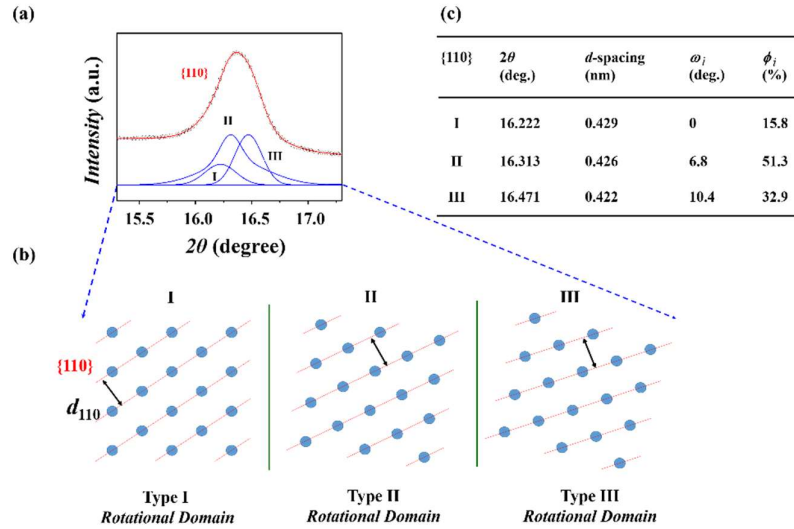 (a)
Intensity (a.u.)
{110}
II
III
I
15.5 16.0 16.5 17.0
2θ (degree)
(c)
{110} 2θ (deg.) d-spacing (nm) ω_i (deg.) ϕ_i (%)
I 16.222 0.429 0 15.8
II 16.313 0.426 6.8 51.3
III 16.471 0.422 10.4 32.9
(b)
I II III
{110}
d110
Type I Type II Type III
Rotational Domain Rotational Domain Rotational Domain